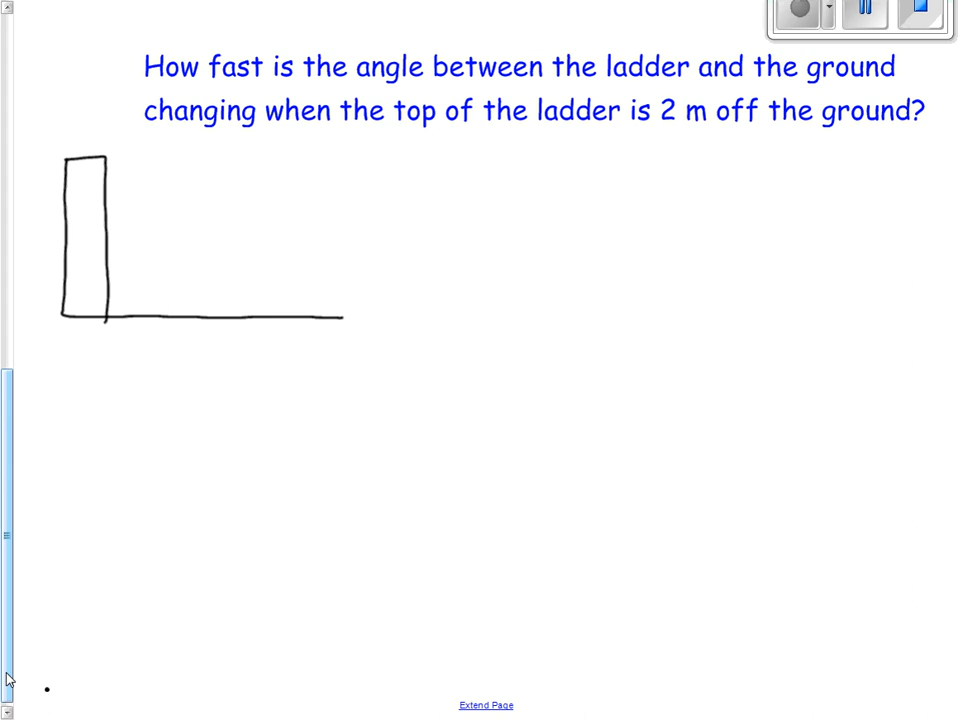 How fast is the angle between the ladder and the ground
changing when the top of the ladder is 2 m off the ground?
Extend Page